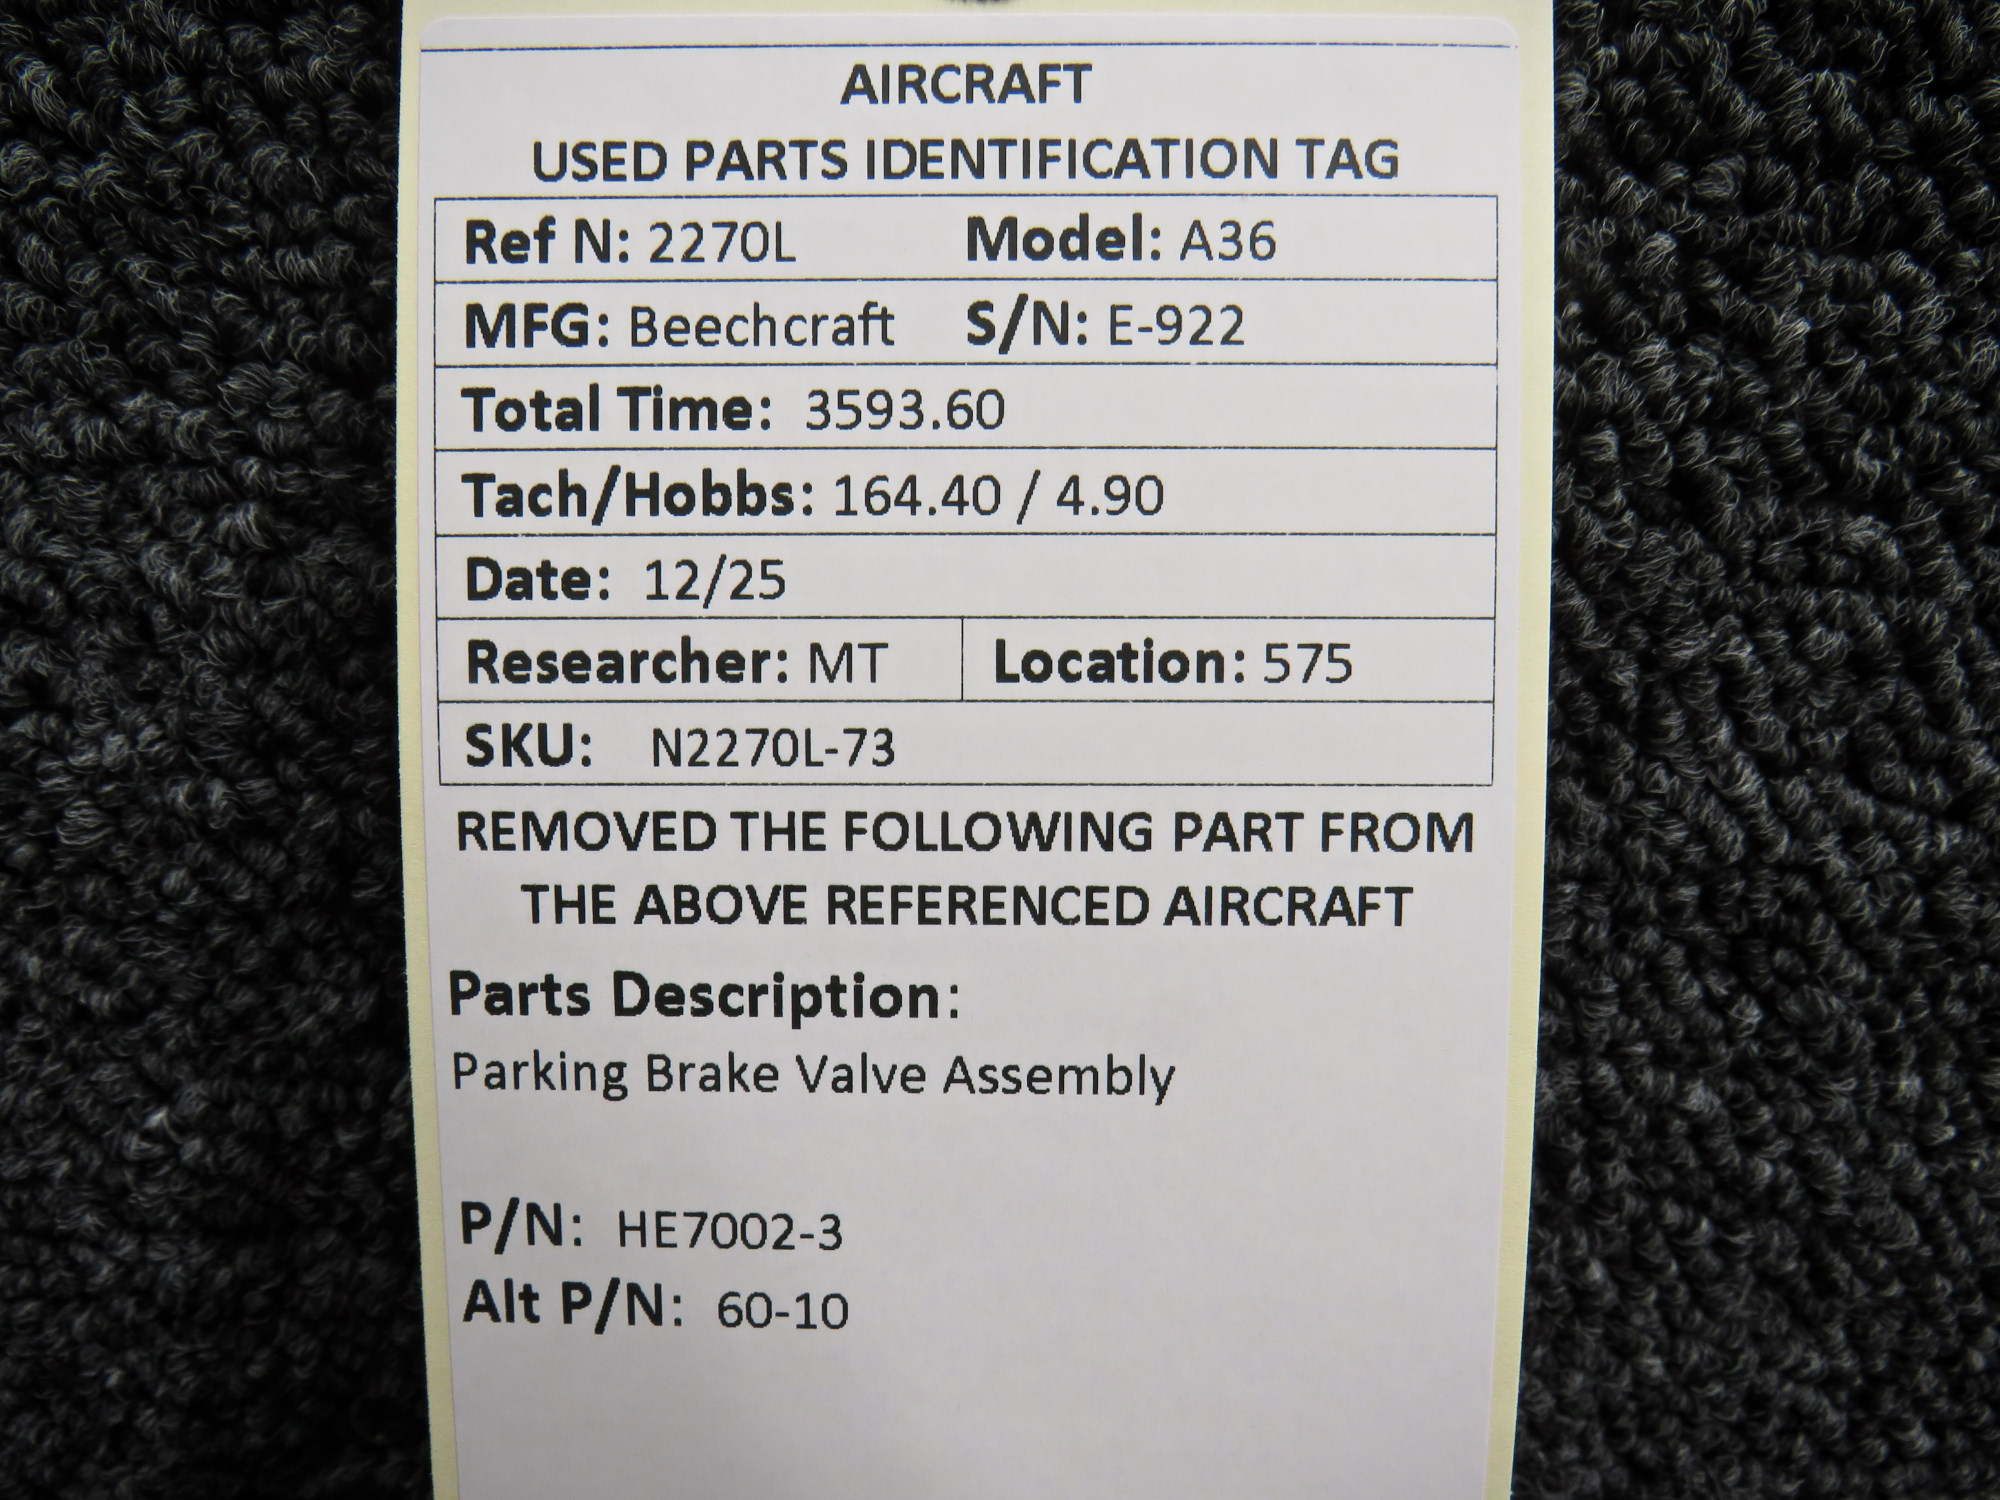 AIRCRAFT
USED PARTS IDENTIFICATION TAG
Ref N: 2270L Model: A36
MFG: Beechcraft S/N: E-922
Total Time: 3593.60
Tach/Hobbs: 164.40 / 4.90
Date: 12/25
Researcher: MT Location: 575
SKU: N2270L-73
REMOVED THE FOLLOWING PART FROM
THE ABOVE REFERENCED AIRCRAFT
Parts Description:
Parking Brake Valve Assembly
P/N: HE7002-3
Alt P/N: 60-10